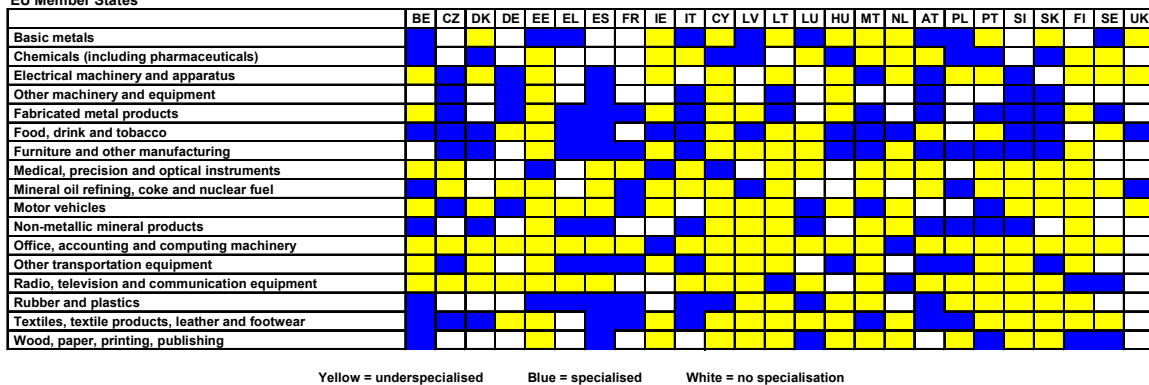 EU Member States
BE CZ DK DE EE EL ES FR IE IT CY LV LT LU HU MT NL AT PL PT SI SK FI SE UK
Basic metals
Chemicals (including pharmaceuticals)
Electrical machinery and apparatus
Other machinery and equipment
Fabricated metal products
Food, drink and tobacco
Furniture and other manufacturing
Medical, precision and optical instruments
Mineral oil refining, coke and nuclear fuel
Motor vehicles
Non-metallic mineral products
Office, accounting and computing machinery
Other transportation equipment
Radio, television and communication equipment
Rubber and plastics
Textiles, textile products, leather and footwear
Wood, paper, printing, publishing
Yellow = underspecialised Blue = specialised White = no specialisation